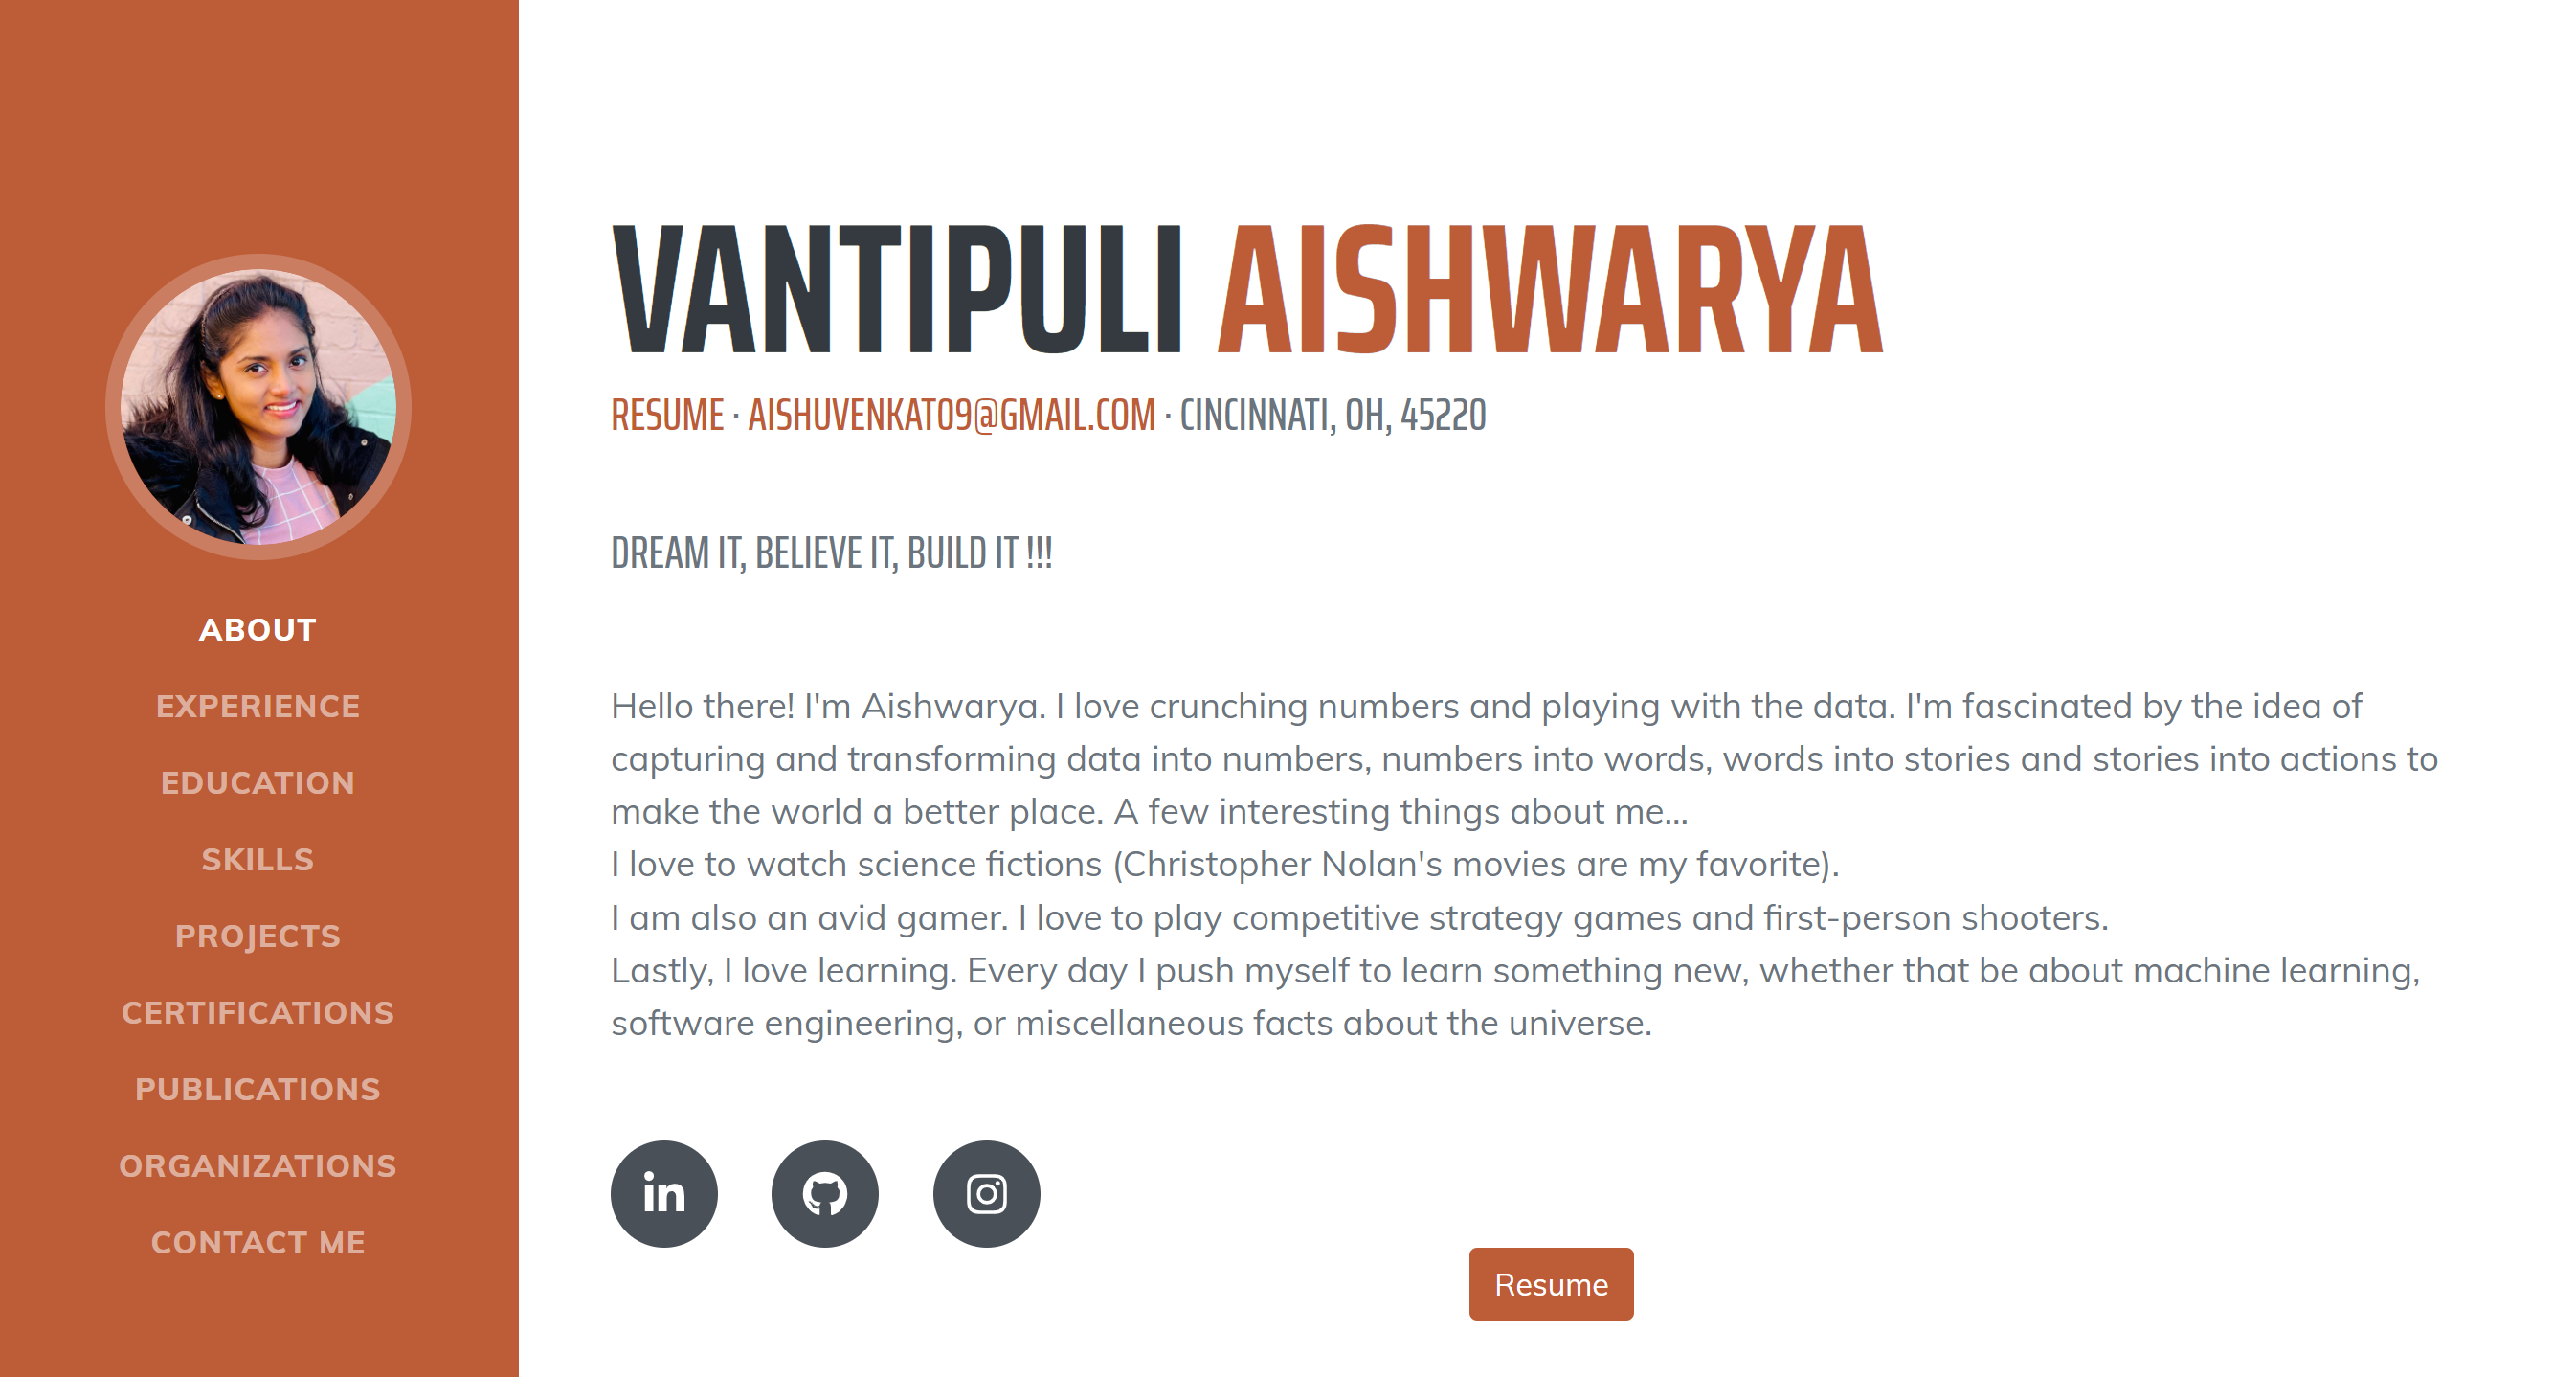 ABOUT
EXPERIENCE
EDUCATION
SKILLS
PROJECTS
CERTIFICATIONS
PUBLICATIONS
ORGANIZATIONS
CONTACT ME
VANTIPULI AISHWARYA
RESUME · AISHUVENKAT09@GMAIL.COM · CINCINNATI, OH, 45220
DREAM IT, BELIEVE IT, BUILD IT !!!
Hello there! I'm Aishwarya. I love crunching numbers and playing with the data. I'm fascinated by the idea of
capturing and transforming data into numbers, numbers into words, words into stories and stories into actions to
make the world a better place. A few interesting things about me...
I love to watch science fictions (Christopher Nolan's movies are my favorite).
I am also an avid gamer. I love to play competitive strategy games and first-person shooters.
Lastly, I love learning. Every day I push myself to learn something new, whether that be about machine learning,
software engineering, or miscellaneous facts about the universe.
in
Resume